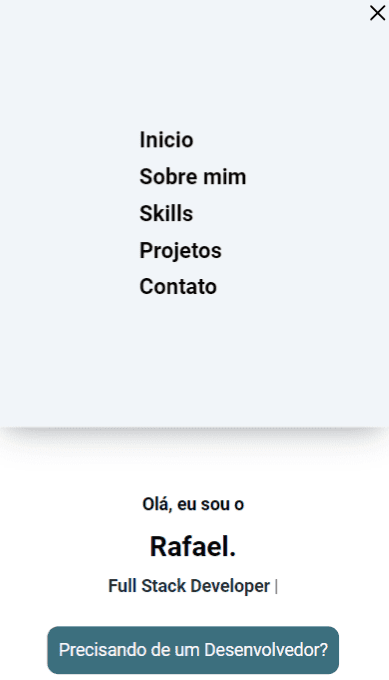 Inicio
Sobre mim
Skills
Projetos
Contato
Olá, eu sou o
Rafael.
Full Stack Developer |
Precisando de um Desenvolvedor?